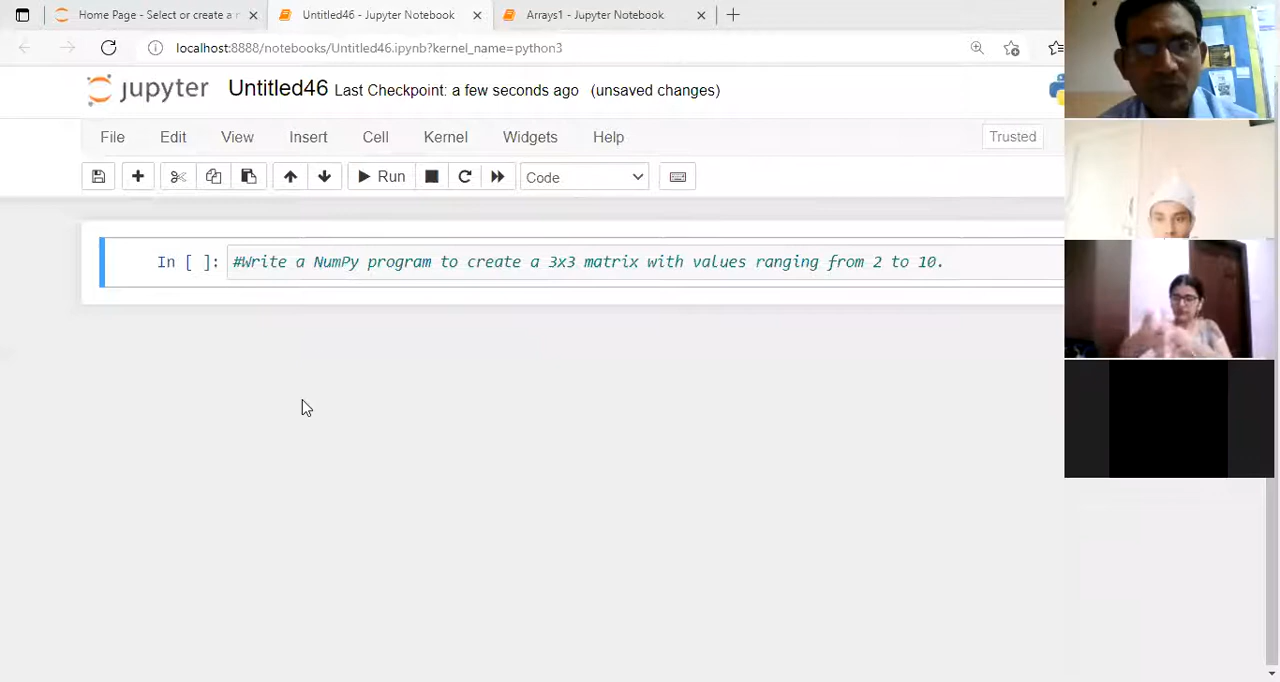 Home Page - Select or create a n
Untitled46 - Jupyter Notebook
Arrays1 - Jupyter Notebook
localhost:8888/notebooks/Untitled46.ipynb?kernel_name=python3
jupyter Untitled46 Last Checkpoint: a few seconds ago (unsaved changes)
File Edit View Insert Cell Kernel Widgets Help Trusted
Run Code
In [ ]: #Write a NumPy program to create a 3x3 matrix with values ranging from 2 to 10.